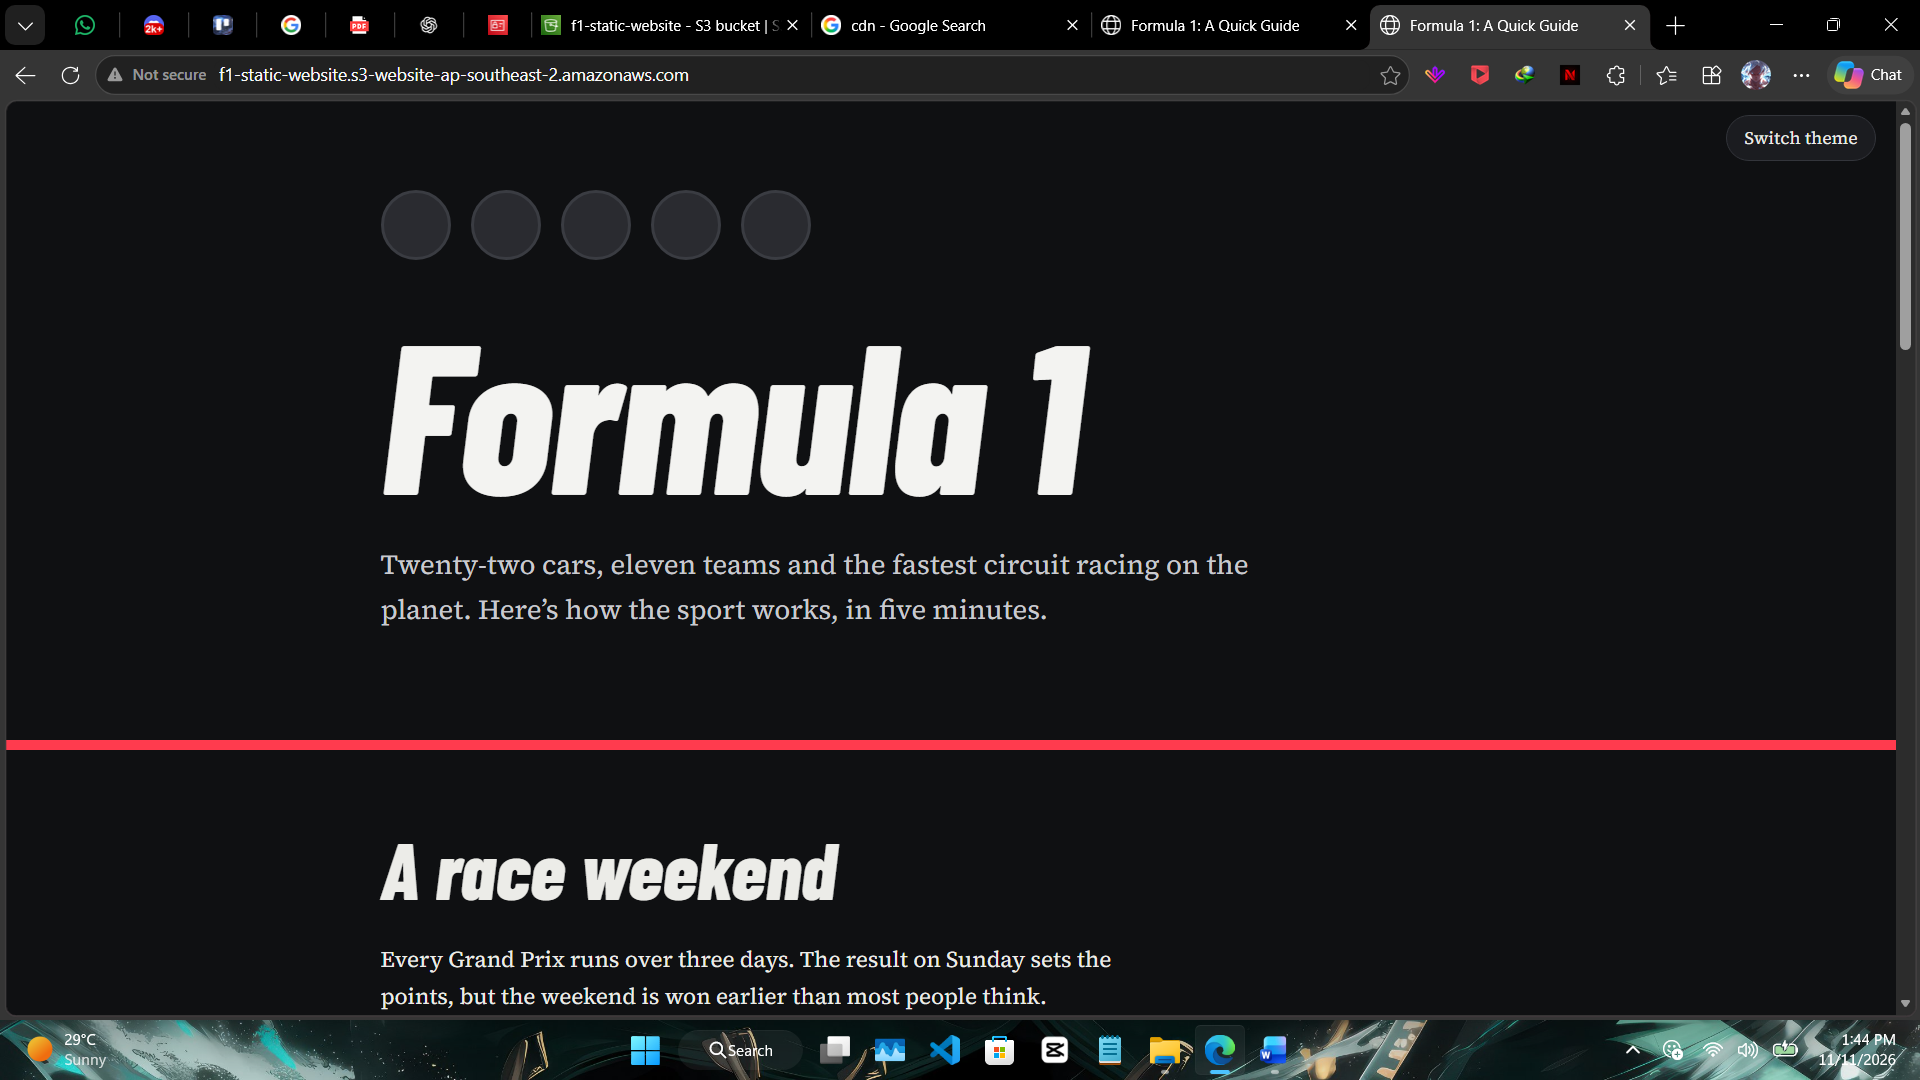 2k+
PDF
f1-static-website - S3 bucket | S
cdn - Google Search
Formula 1: A Quick Guide
Formula 1: A Quick Guide
Not secure
f1-static-website.s3-website-ap-southeast-2.amazonaws.com
N
Chat
Switch theme
Formula 1
Twenty-two cars, eleven teams and the fastest circuit racing on the
planet. Here’s how the sport works, in five minutes.
A race weekend
Every Grand Prix runs over three days. The result on Sunday sets the
points, but the weekend is won earlier than most people think.
29°C
Sunny
Search
W
1:44 PM
11/11/2026